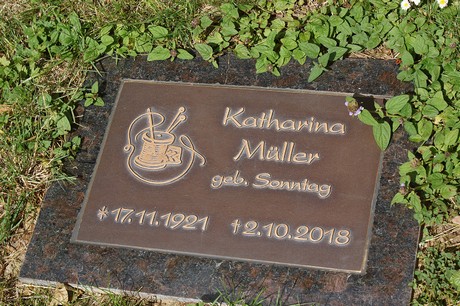 Katharina
Müller
geb. Sonntag
*17.11.1921 †2.10.2018